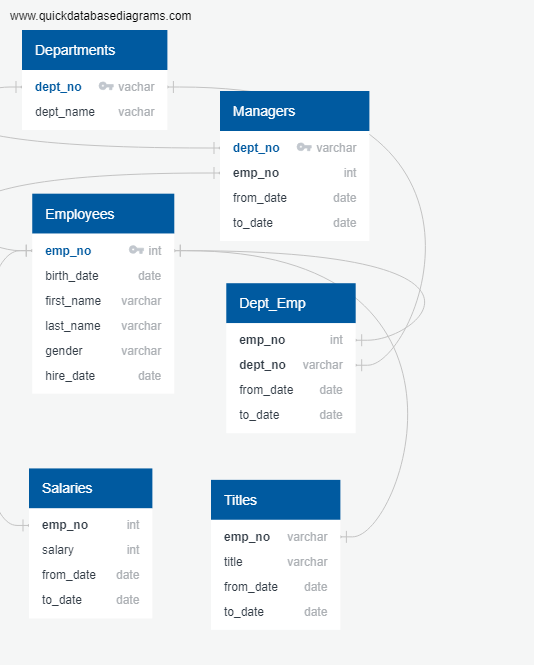 www.quickdatabasediagrams.com
Departments
dept_no vachar
dept_name vachar
Managers
dept_no varchar
emp_no int
from_date date
to_date date
Employees
emp_no int
birth_date date
first_name varchar
last_name varchar
gender varchar
hire_date date
Dept_Emp
emp_no int
dept_no varchar
from_date date
to_date date
Salaries
emp_no int
salary int
from_date date
to_date date
Titles
emp_no varchar
title varchar
from_date date
to_date date